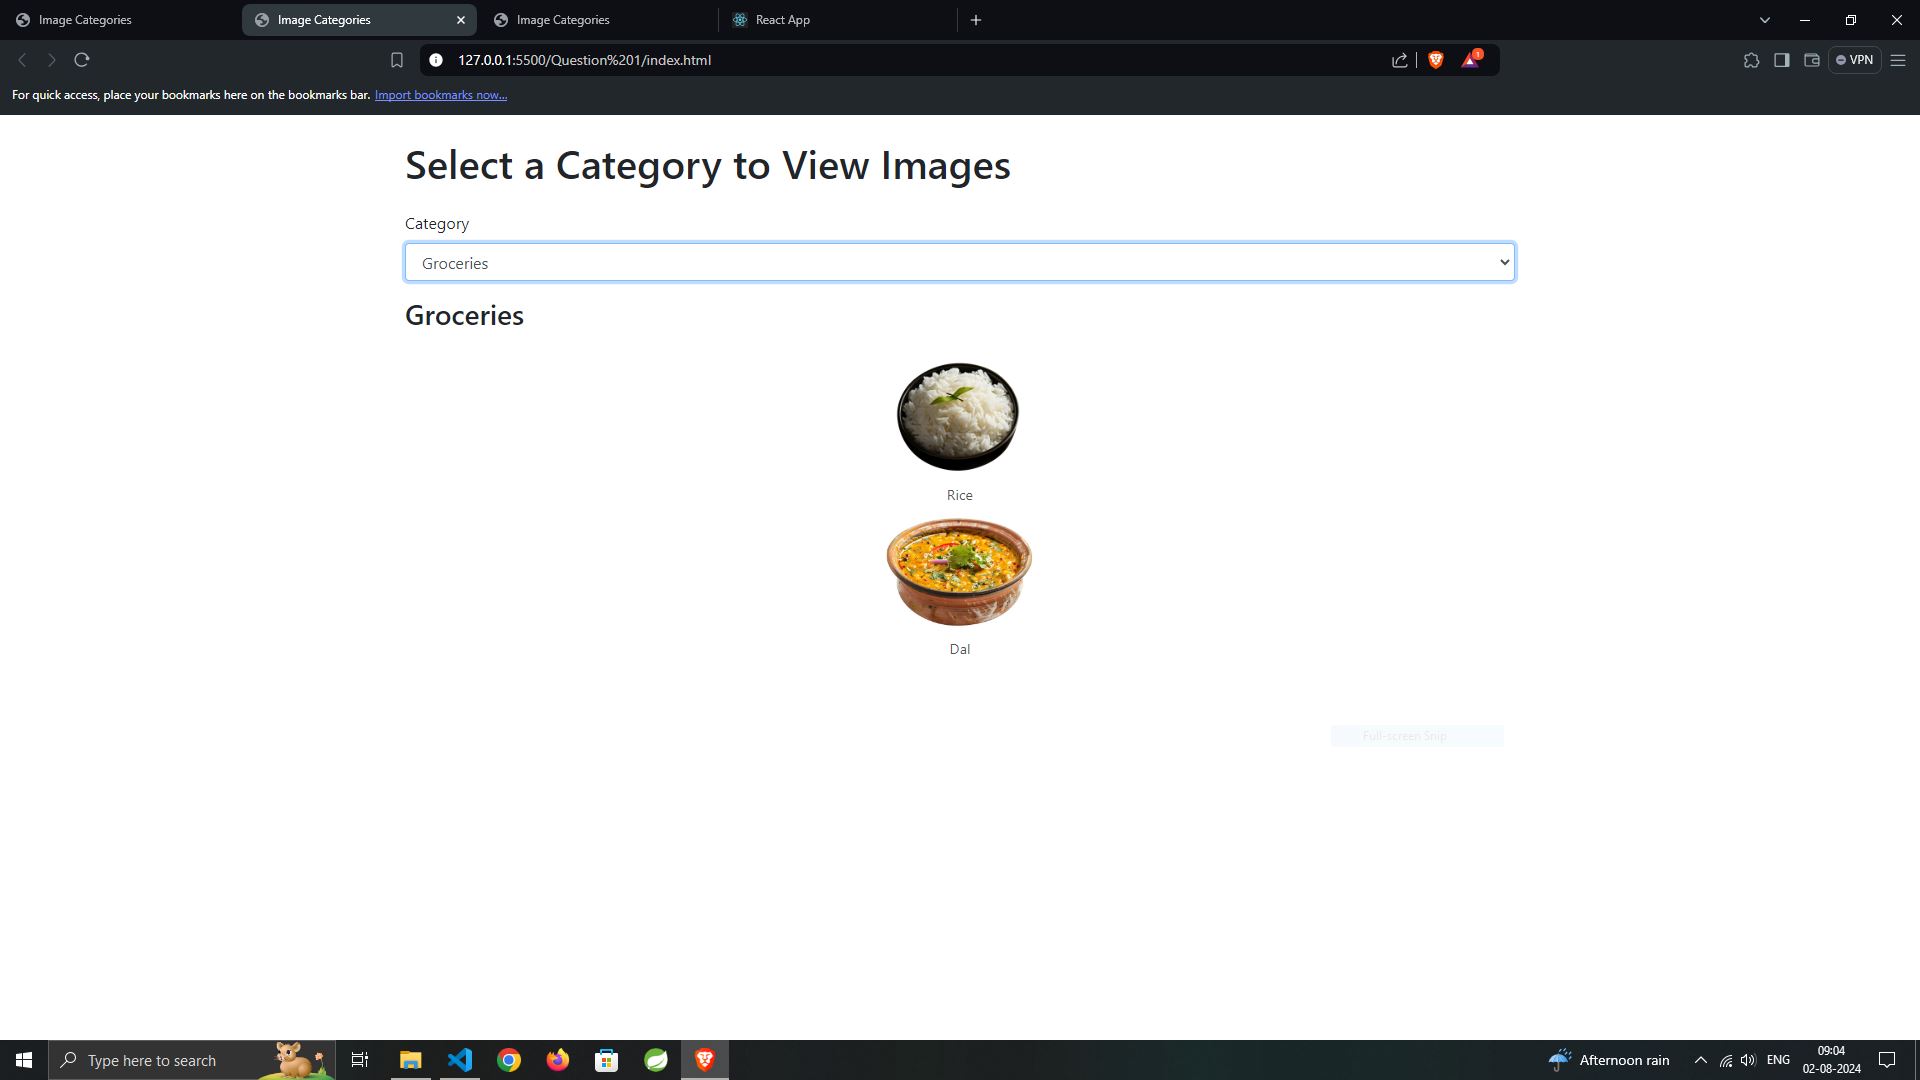 Image Categories
Image Categories
Image Categories
React App
127.0.0.1:5500/Question%201/index.html
1
VPN
For quick access, place your bookmarks here on the bookmarks bar. Import bookmarks now...
Select a Category to View Images
Category
Groceries
Groceries
Rice
Dal
Full-screen Snip
Type here to search
Afternoon rain
ENG
09:04
02-08-2024